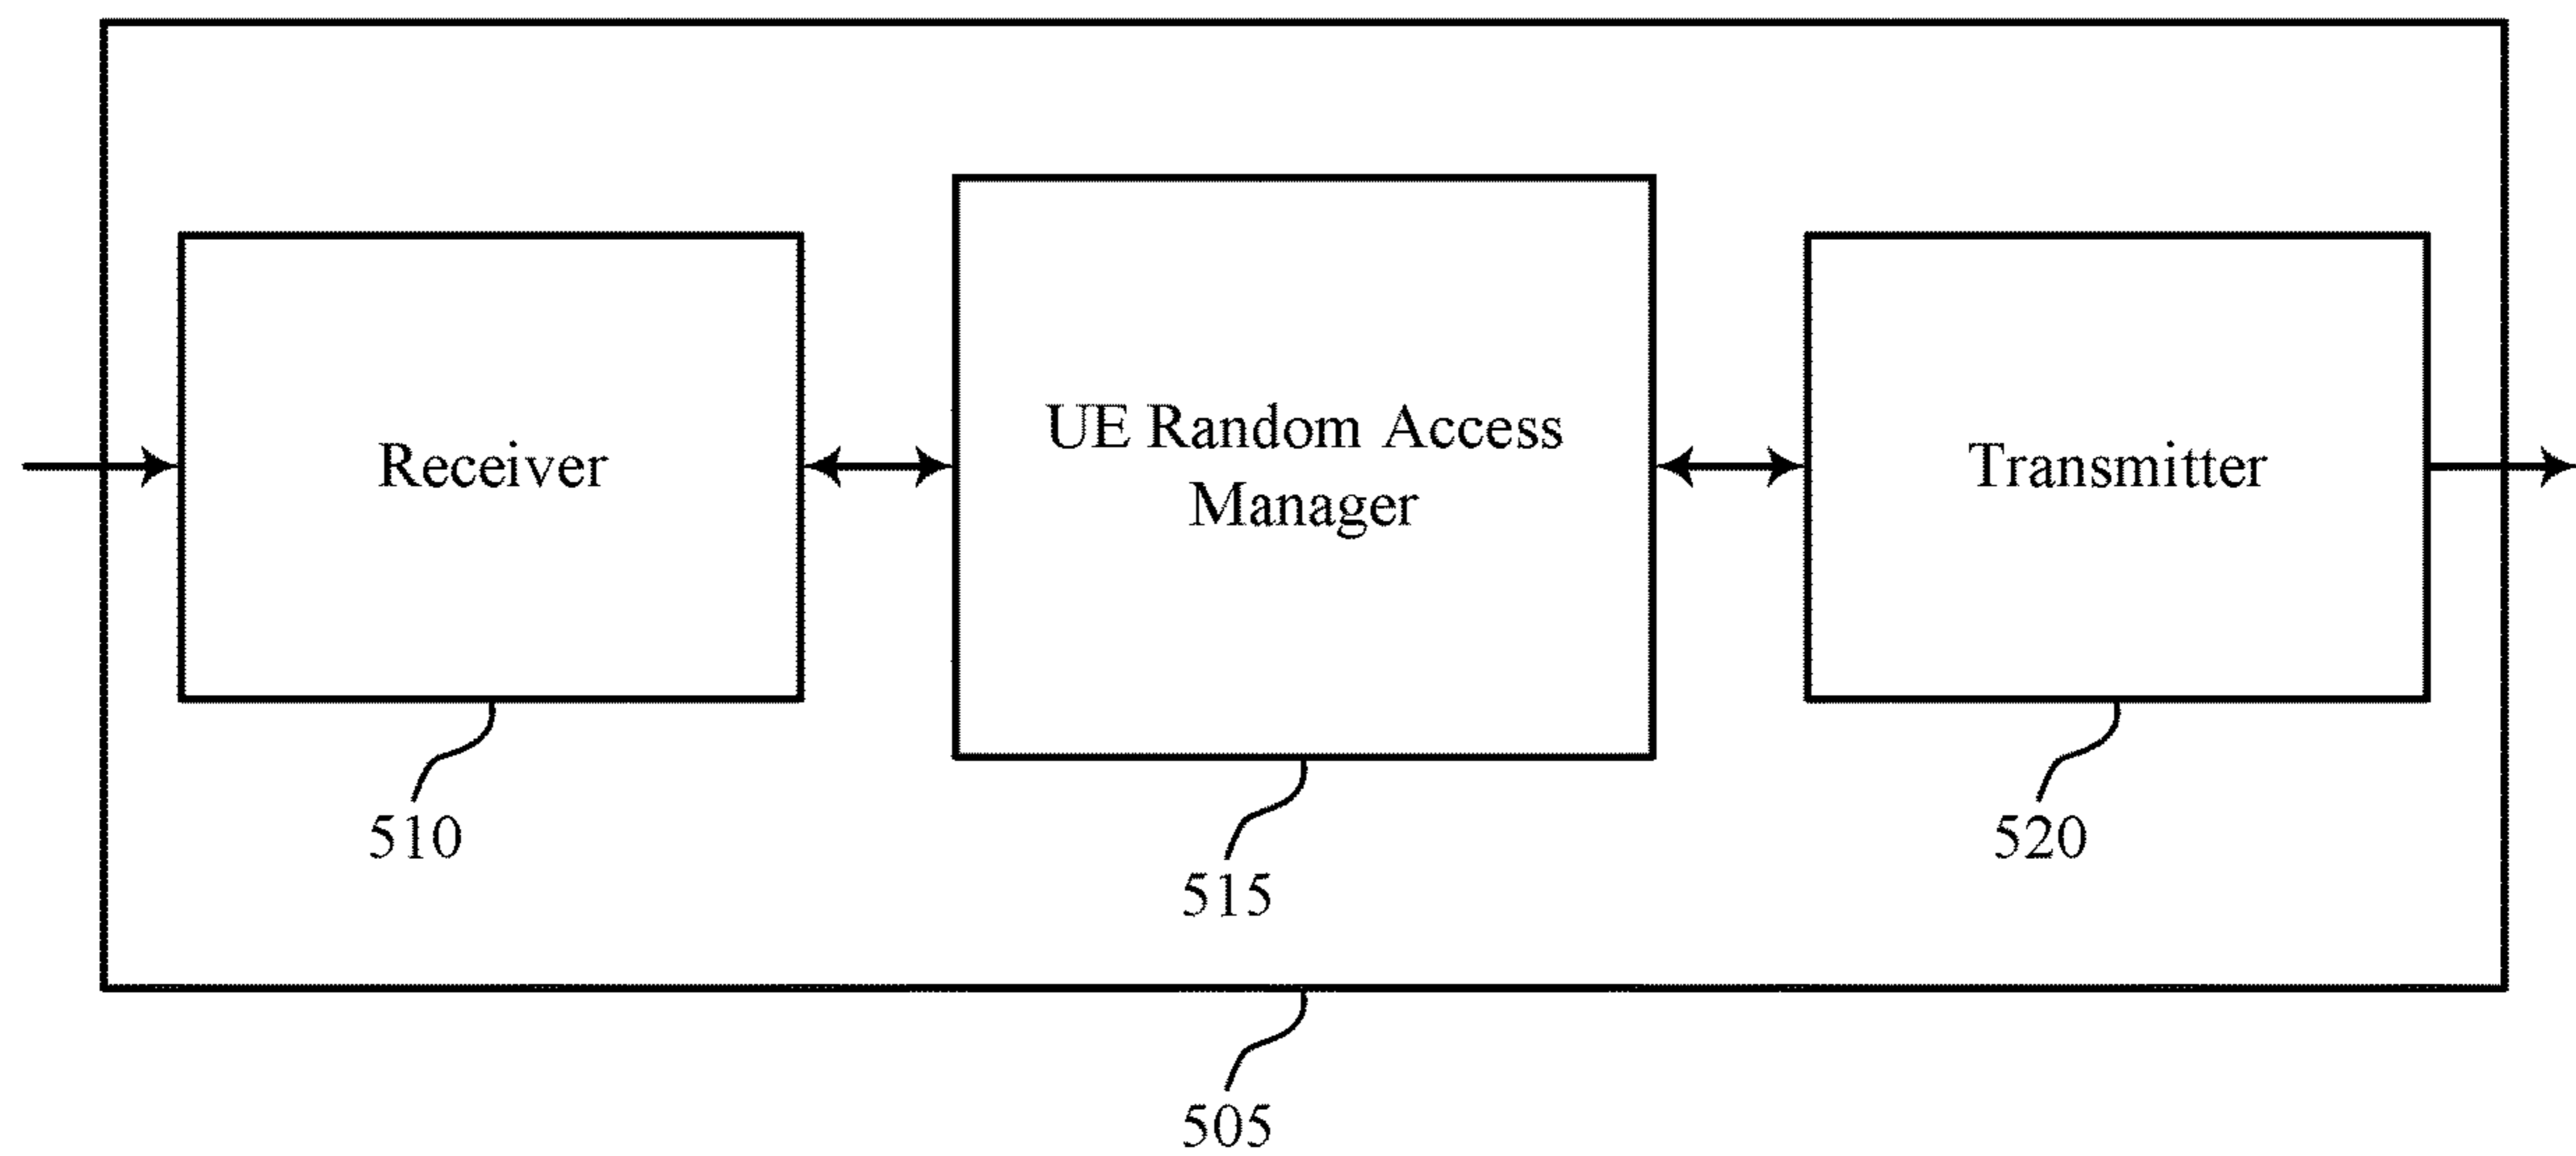 Receiver
UE Random Access
Manager
Transmitter
510
515
520
505